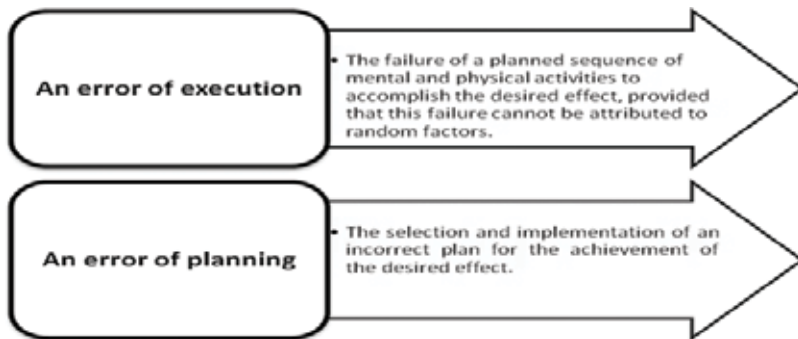 An error of execution
• The failure of a planned sequence of
mental and physical activities to
accomplish the desired effect, provided
that this failure cannot be attributed to
random factors.
An error of planning
• The selection and implementation of an
incorrect plan for the achievement of
the desired effect.